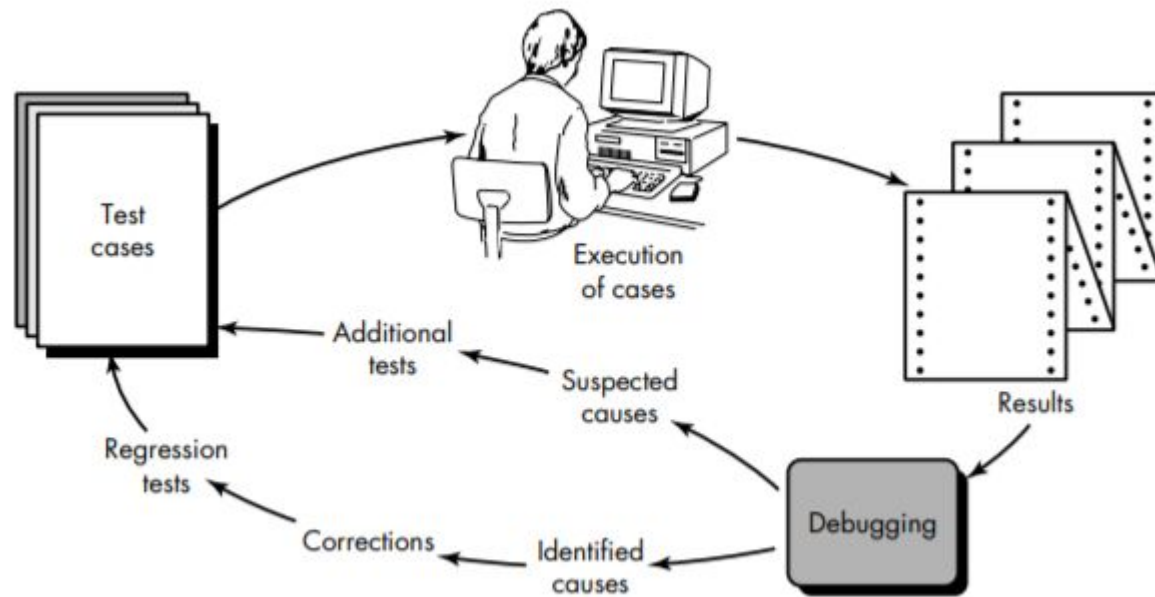 Test
cases
Execution
of cases
Results
Additional
tests
Suspected
causes
Debugging
Regression
tests
Corrections
Identified
causes